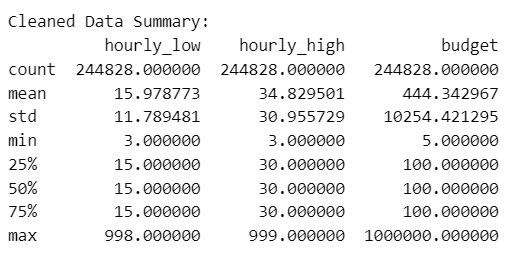 Cleaned Data Summary:
hourly_low hourly_high budget
count 244828.000000 244828.000000 244828.000000
mean 15.978773 34.829501 444.342967
std 11.789481 30.955729 10254.421295
min 3.000000 3.000000 5.000000
25% 15.000000 30.000000 100.000000
50% 15.000000 30.000000 100.000000
75% 15.000000 30.000000 100.000000
max 998.000000 999.000000 1000000.000000